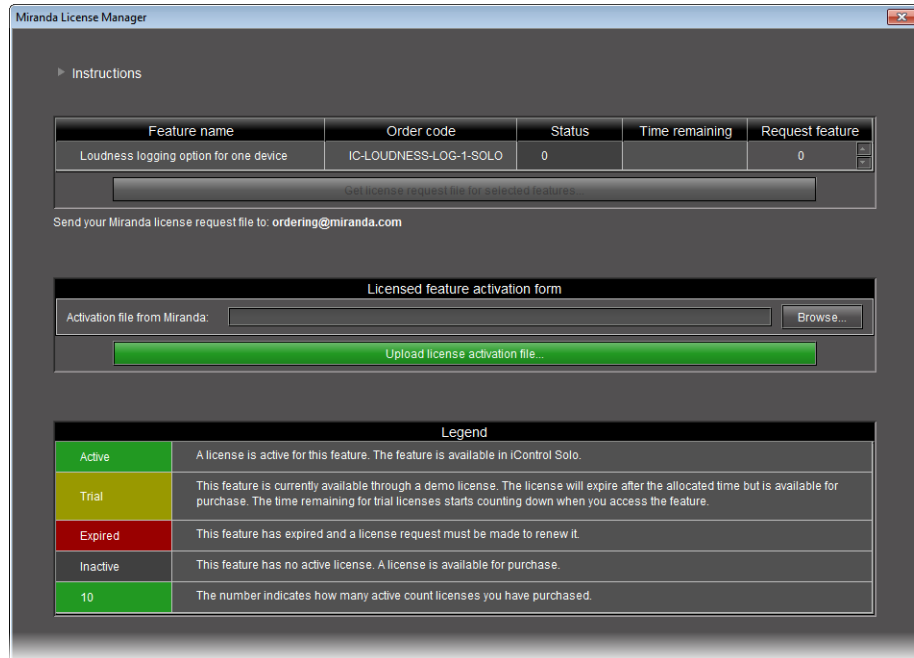 Miranda License Manager
Instructions
Feature name Order code Status Time remaining Request feature
Loudness logging option for one device IC-LOUDNESS-LOG-1-SOLO 0 0
Get license request file for selected features...
Send your Miranda license request file to: ordering@miranda.com
Licensed feature activation form
Activation file from Miranda: Browse...
Upload license activation file...
Legend
Active A license is active for this feature. The feature is available in iControl Solo.
Trial This feature is currently available through a demo license. The license will expire after the allocated time but is available for
purchase. The time remaining for trial licenses starts counting down when you access the feature.
Expired This feature has expired and a license request must be made to renew it.
Inactive This feature has no active license. A license is available for purchase.
10 The number indicates how many active count licenses you have purchased.